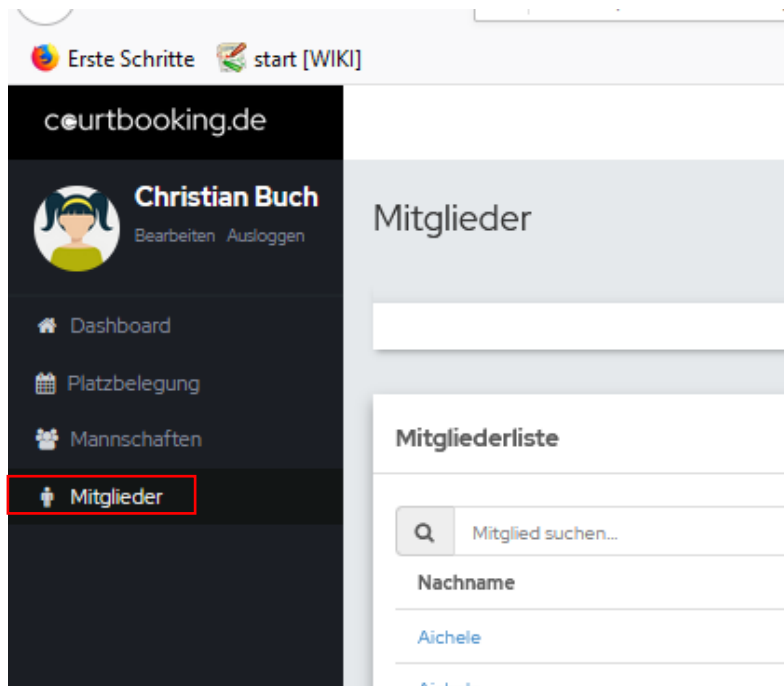 Erste Schritte start [WIKI]
courtbooking.de
Christian Buch
Bearbeiten Ausloggen
Dashboard
Platzbelegung
Mannschaften
Mitglieder
Mitglieder
Mitgliederliste
Mitglied suchen...
Nachname
Aichele